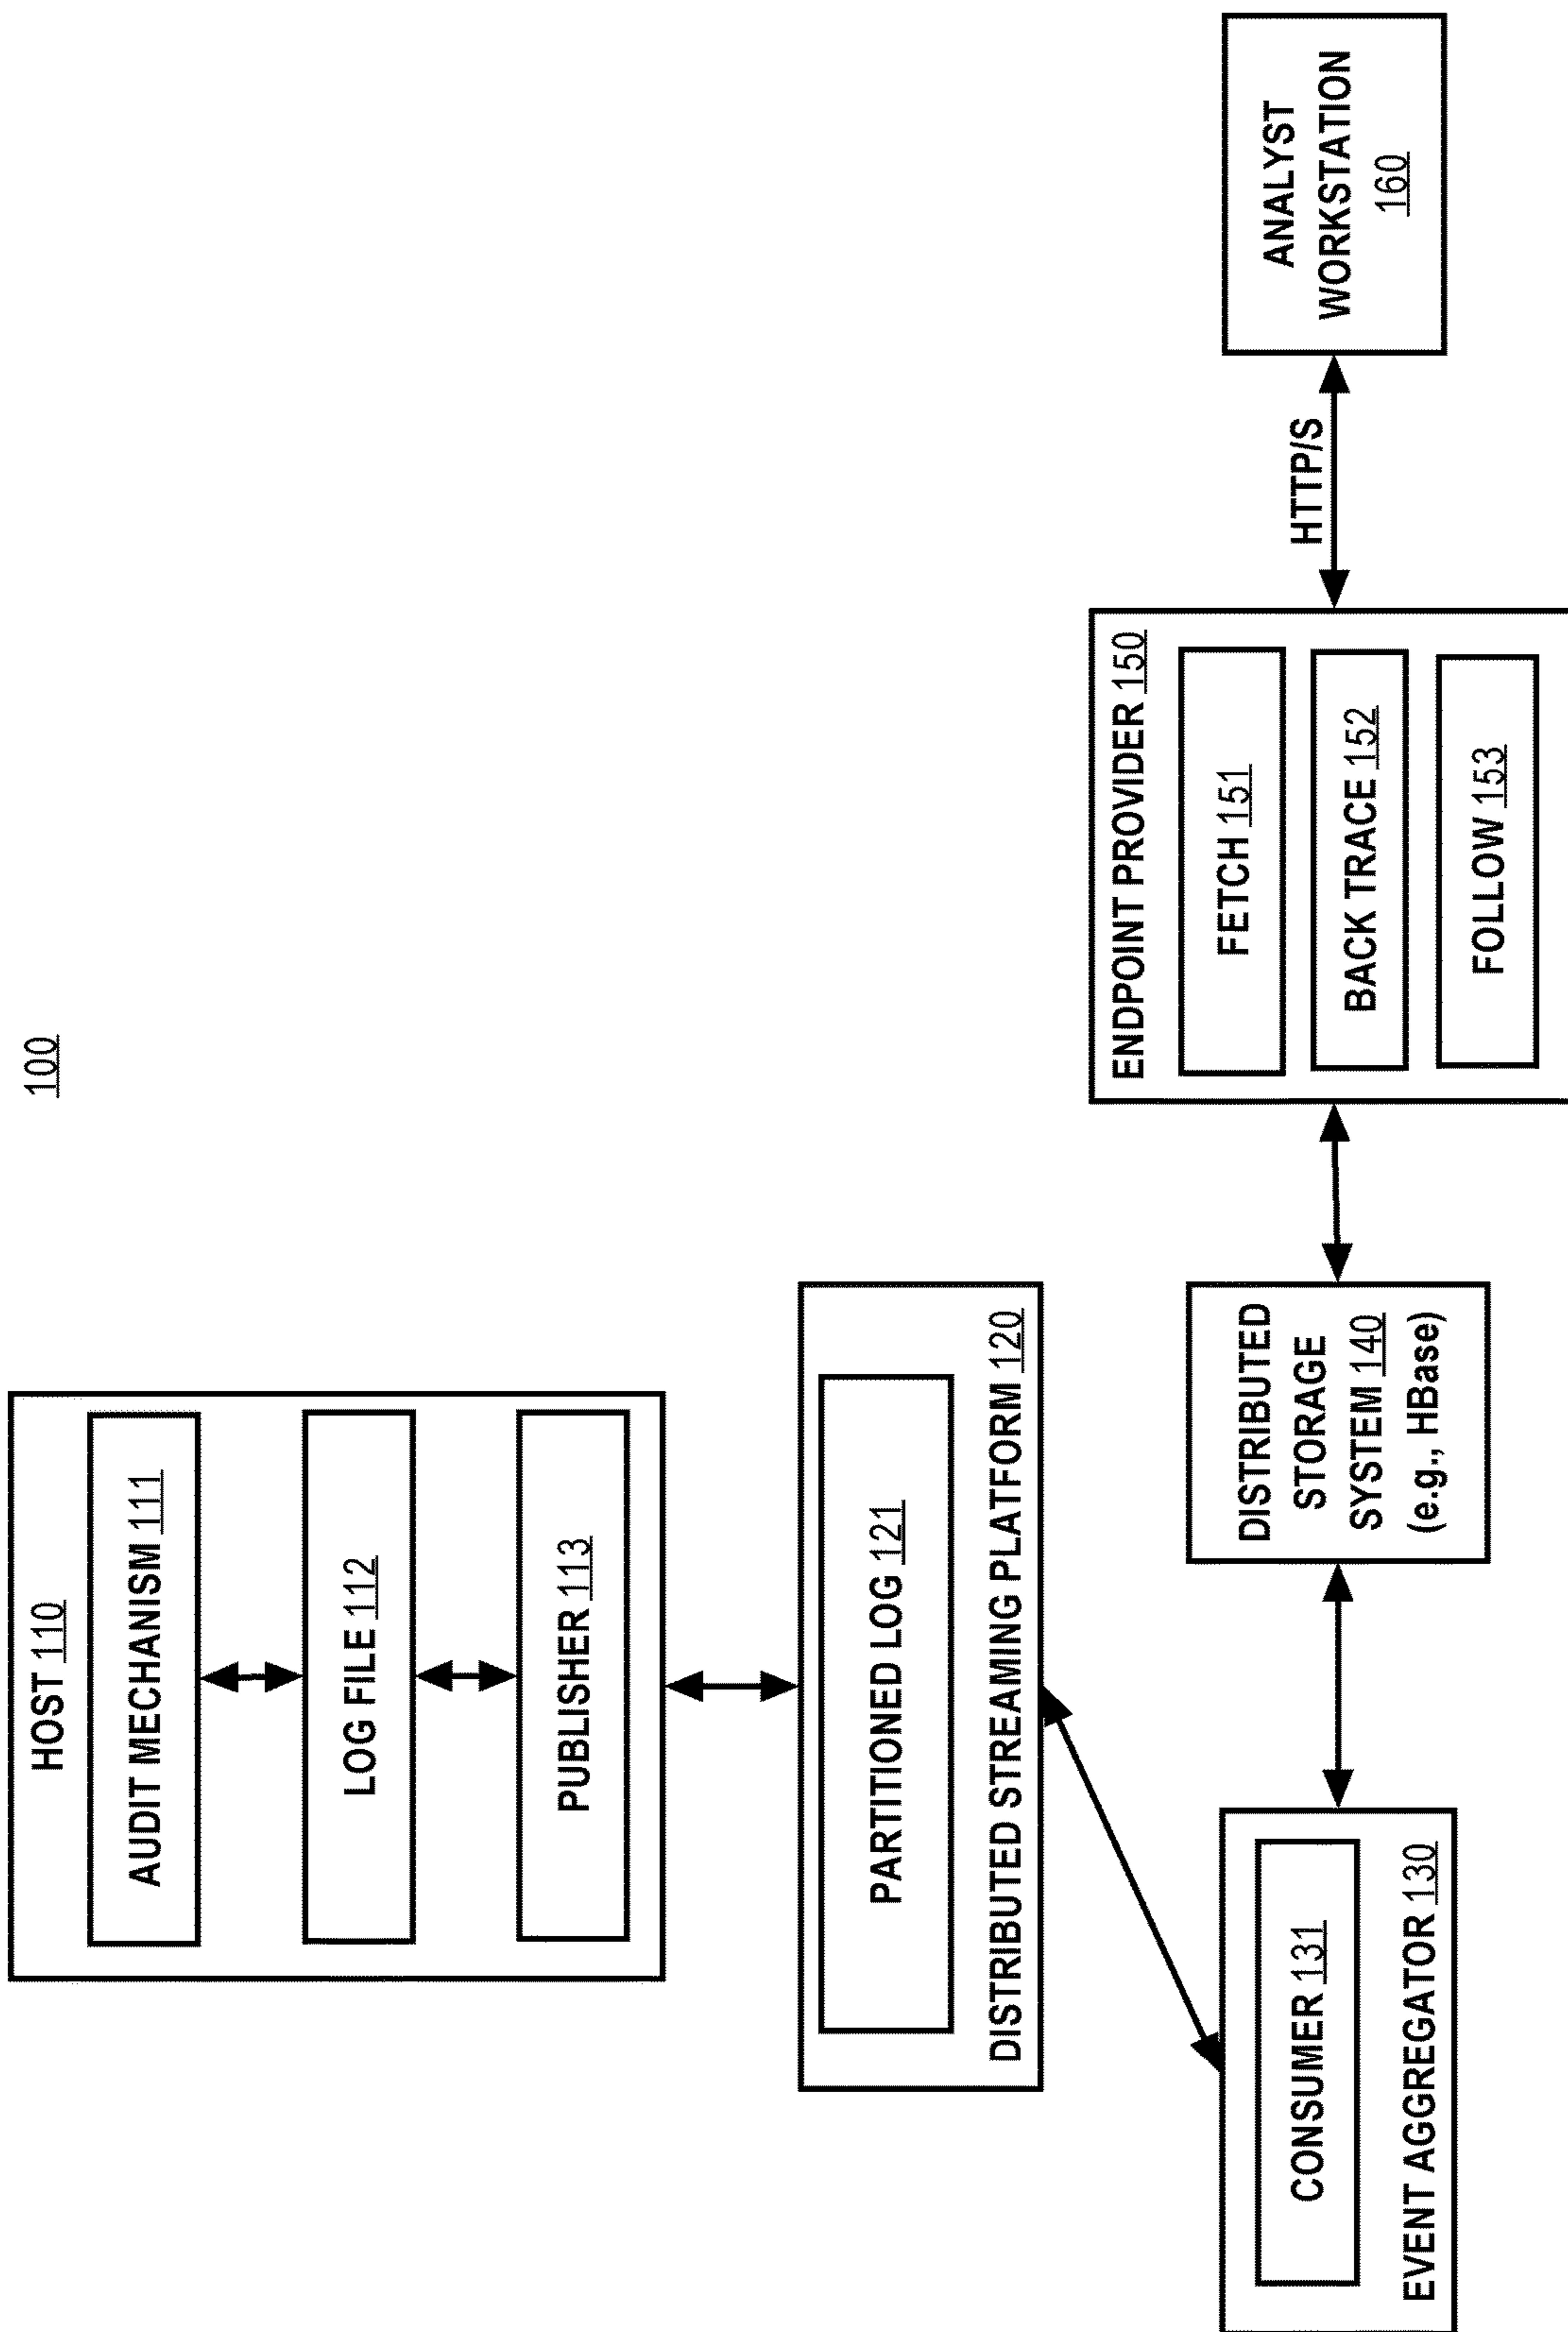 100
HOST 110
AUDIT MECHANISM 111
LOG FILE 112
PUBLISHER 113
PARTITIONED LOG 121
DISTRIBUTED STREAMING PLATFORM 120
CONSUMER 131
EVENT AGGREGATOR 130
DISTRIBUTED
STORAGE
SYSTEM 140
(e.g., HBase)
ENDPOINT PROVIDER 150
FETCH 151
BACK TRACE 152
FOLLOW 153
HTTP/S
ANALYST
WORKSTATION
160